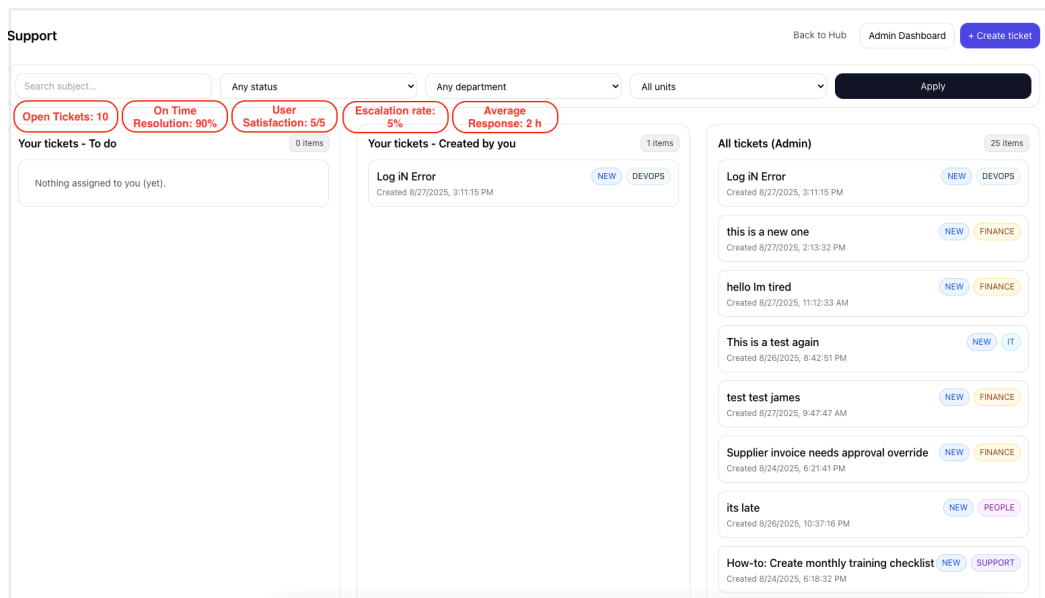 Support
Back to Hub
Admin Dashboard
+ Create ticket
Search subject...
Any status
Any department
All units
Apply
Open Tickets: 10
On Time
Resolution: 90%
User
Satisfaction: 5/5
Escalation rate:
5%
Average
Response: 2 h
Your tickets - To do
0 items
Nothing assigned to you (yet).
Your tickets - Created by you
1 items
Log iN Error
NEW
DEVOPS
Created 8/27/2025, 3:11:15 PM
All tickets (Admin)
25 items
Log iN Error
NEW
DEVOPS
Created 8/27/2025, 3:11:15 PM
this is a new one
NEW
FINANCE
Created 8/27/2025, 2:13:32 PM
hello Im tired
NEW
FINANCE
Created 8/27/2025, 11:12:33 AM
This is a test again
NEW
IT
Created 8/26/2025, 8:42:51 PM
test test james
NEW
FINANCE
Created 8/27/2025, 9:47:47 AM
Supplier invoice needs approval override
NEW
FINANCE
Created 8/24/2025, 6:21:41 PM
its late
NEW
PEOPLE
Created 8/26/2025, 10:37:16 PM
How-to: Create monthly training checklist
NEW
SUPPORT
Created 8/24/2025, 6:18:32 PM